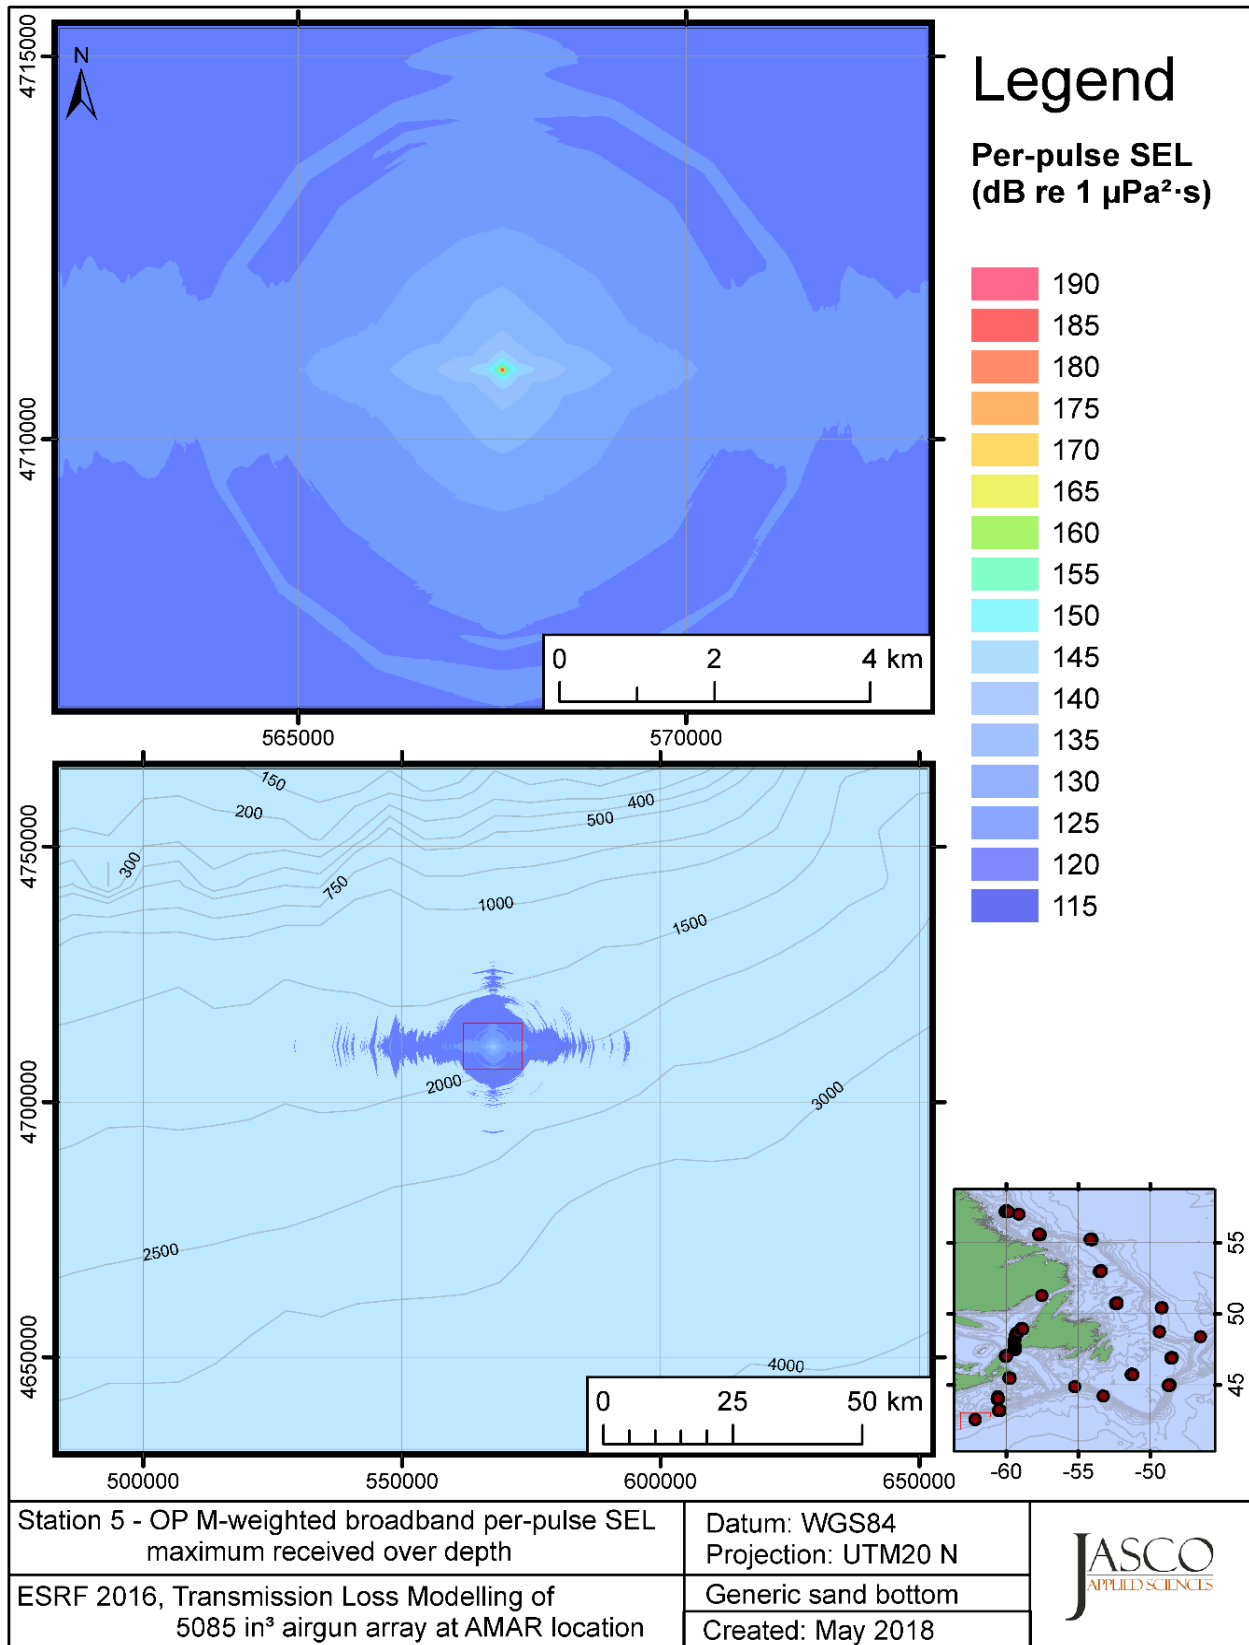 N
4715000
4710000
0 2 4 km
565000 570000
Legend
Per-pulse SEL
(dB re 1 µPa²·s)
190
185
180
175
170
165
160
155
150
145
140
135
130
125
120
115
150
200
300
400
500
750
1000
1500
2000
2500
3000
4000
4750000
4700000
4650000
0 25 50 km
500000 550000 600000 650000
55
50
45
-60 -55 -50
Station 5 - OP M-weighted broadband per-pulse SEL
maximum received over depth
ESRF 2016, Transmission Loss Modelling of
5085 in³ airgun array at AMAR location
Datum: WGS84
Projection: UTM20 N
Generic sand bottom
Created: May 2018
JASCO
APPLIED SCIENCES